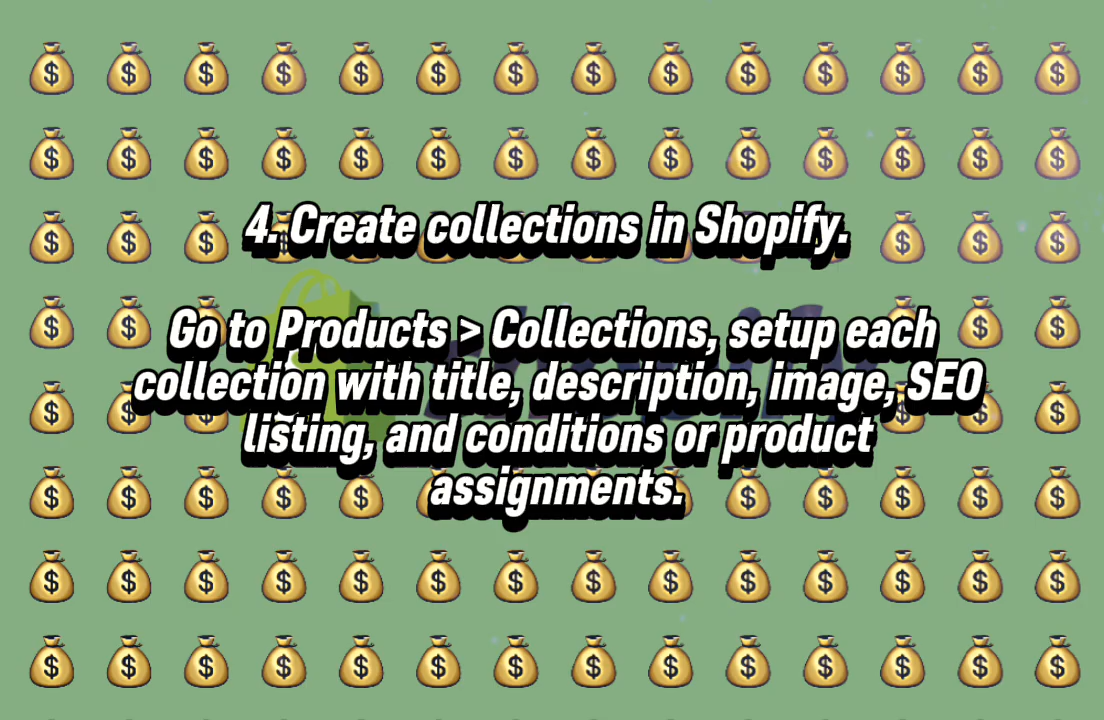 4. Create collections in Shopify.
Go to Products > Collections, setup each
collection with title, description, image, SEO
listing, and conditions or product
assignments.